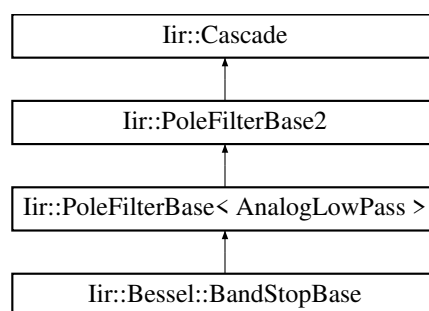 Iir::Cascade
Iir::PoleFilterBase2
Iir::PoleFilterBase< AnalogLowPass >
Iir::Bessel::BandStopBase